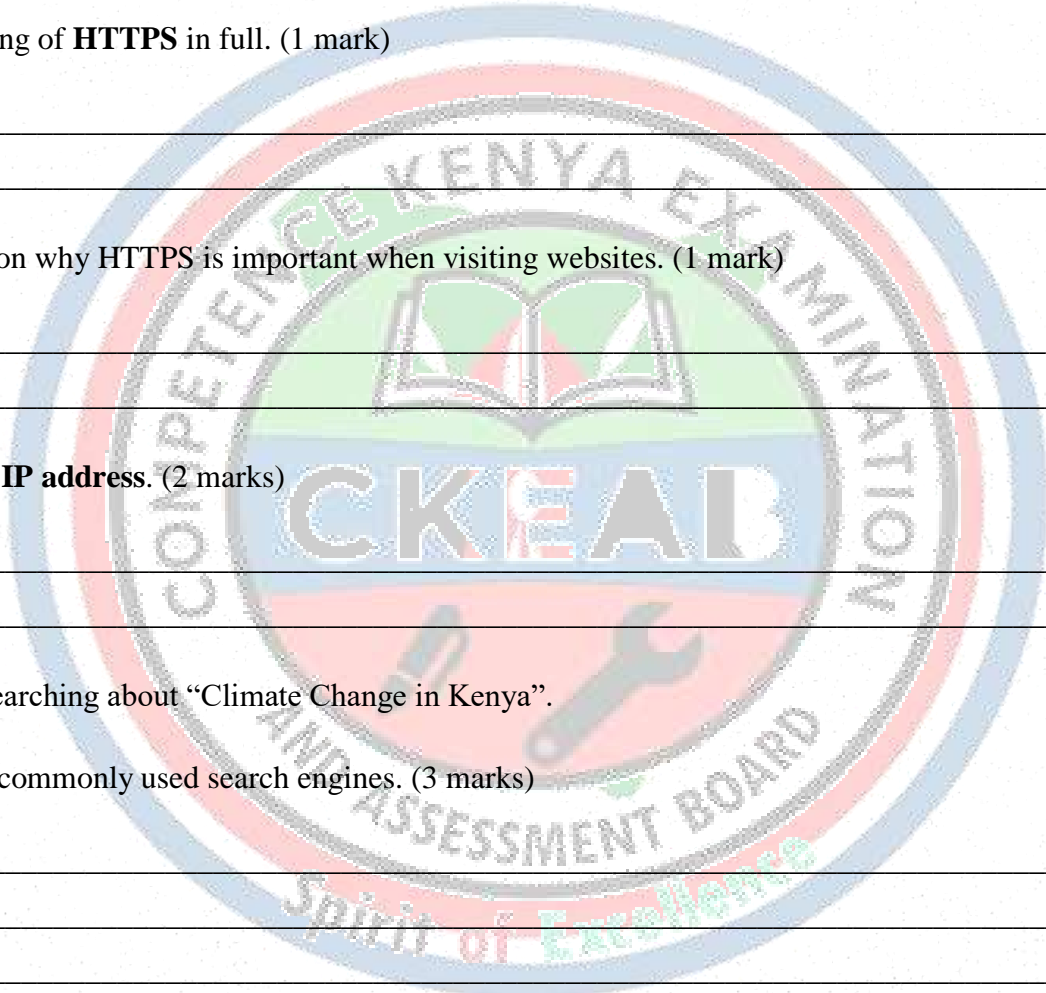 ng of HTTPS in full. (1 mark)
on why HTTPS is important when visiting websites. (1 mark)
IP address. (2 marks)
earching about “Climate Change in Kenya”.
commonly used search engines. (3 marks)
COMPETENCE KENYA EXAMINATION
CKEAB
AND ASSESSMENT BOARD
Spirit of Excellence